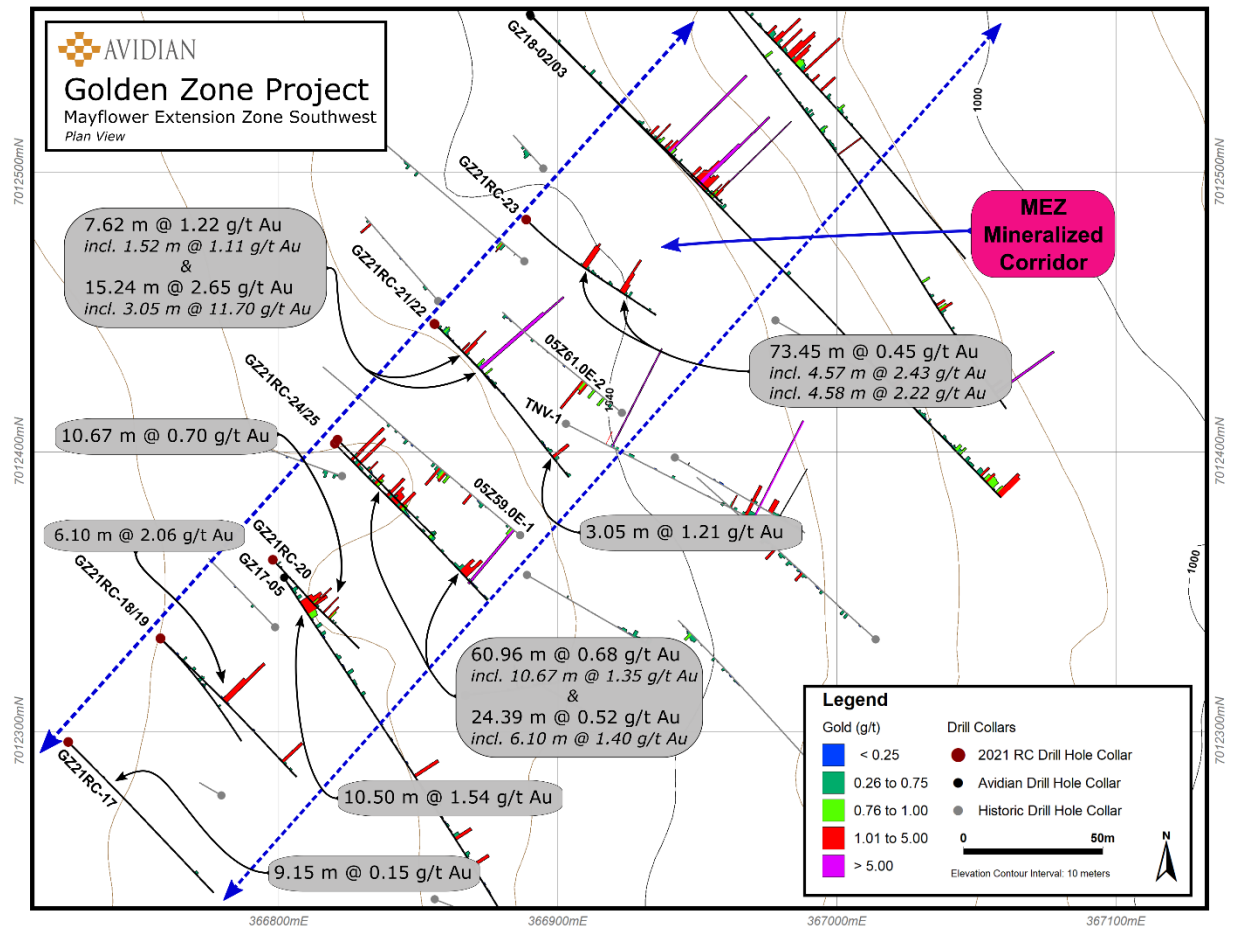 AVIDIAN
Golden Zone Project
Mayflower Extension Zone Southwest
Plan View
GZ18-02/03
1000
7012500mN
7012500mN
GZ21RC-23
MEZ
Mineralized
Corridor
7.62 m @ 1.22 g/t Au
incl. 1.52 m @ 1.11 g/t Au
&
15.24 m @ 2.65 g/t Au
incl. 3.05 m @ 11.70 g/t Au
GZ21RC-21/22
05Z61.0E-2
73.45 m @ 0.45 g/t Au
incl. 4.57 m @ 2.43 g/t Au
incl. 4.58 m @ 2.22 g/t Au
GZ21RC-24/25
1040
TNV-1
10.67 m @ 0.70 g/t Au
7012400mN
7012400mN
05Z59.0E-1
3.05 m @ 1.21 g/t Au
6.10 m @ 2.06 g/t Au
GZ21RC-20
GZ17-05
1000
GZ21RC-18/19
60.96 m @ 0.68 g/t Au
incl. 10.67 m @ 1.35 g/t Au
&
24.39 m @ 0.52 g/t Au
incl. 6.10 m @ 1.40 g/t Au
7012300mN
7012300mN
GZ21RC-17
10.50 m @ 1.54 g/t Au
9.15 m @ 0.15 g/t Au
Legend
Gold (g/t)
< 0.25
0.26 to 0.75
0.76 to 1.00
1.01 to 5.00
> 5.00
Drill Collars
2021 RC Drill Hole Collar
Avidian Drill Hole Collar
Historic Drill Hole Collar
0 50m
Elevation Contour Interval: 10 meters
N
366800mE
366900mE
367000mE
367100mE